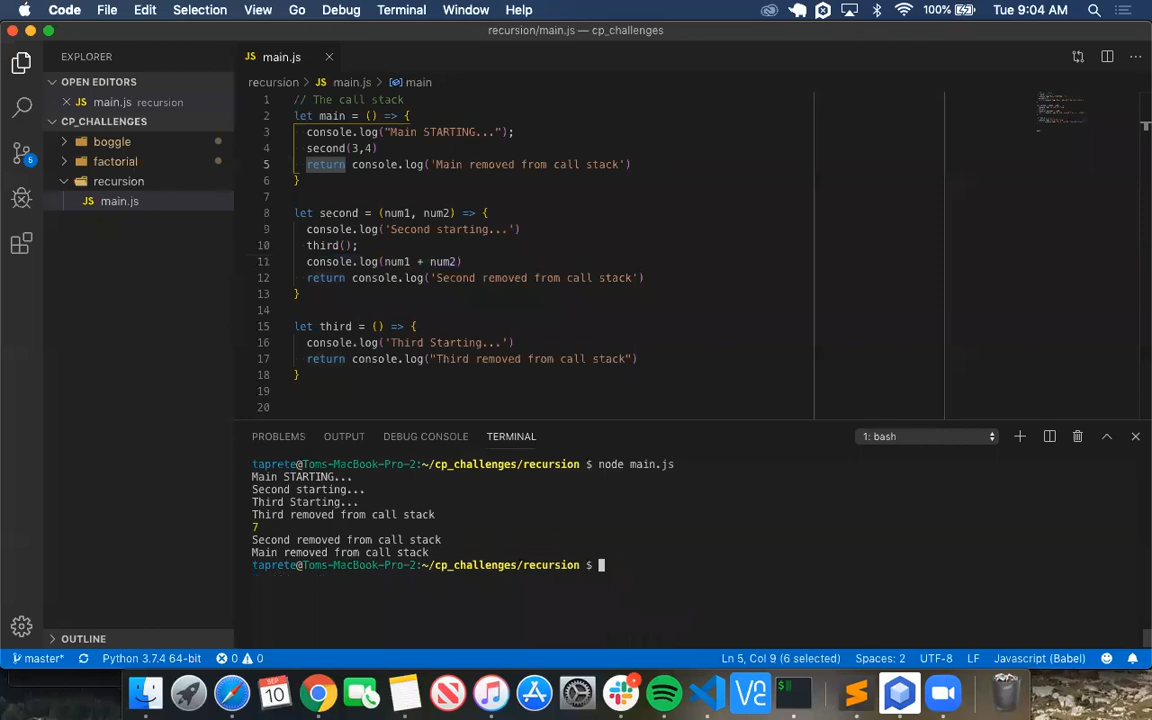 Code File Edit Selection View Go Debug Terminal Window Help 100% Tue 9:04 AM
recursion/main.js — cp_challenges
EXPLORER
main.js
OPEN EDITORS
main.js recursion
CP_CHALLENGES
boggle
factorial
recursion
JS main.js
5
recursion > JS main.js > main
1 // The call stack
2 let main = () => {
3 console.log("Main STARTING...");
4 second(3,4)
5 return console.log('Main removed from call stack')
6 }
7
8 let second = (num1, num2) => {
9 console.log('Second starting...')
10 third();
11 console.log(num1 + num2)
12 return console.log('Second removed from call stack')
13 }
14
15 let third = () => {
16 console.log('Third Starting...')
17 return console.log("Third removed from call stack")
18 }
19
20
PROBLEMS OUTPUT DEBUG CONSOLE TERMINAL 1: bash
taprete@Toms-MacBook-Pro-2:~/cp_challenges/recursion $ node main.js
Main STARTING...
Second starting...
Third Starting...
Third removed from call stack
7
Second removed from call stack
Main removed from call stack
taprete@Toms-MacBook-Pro-2:~/cp_challenges/recursion $
OUTLINE
master* Python 3.7.4 64-bit 0 0 Ln 5, Col 9 (6 selected) Spaces: 2 UTF-8 LF Javascript (Babel)
SEP
10